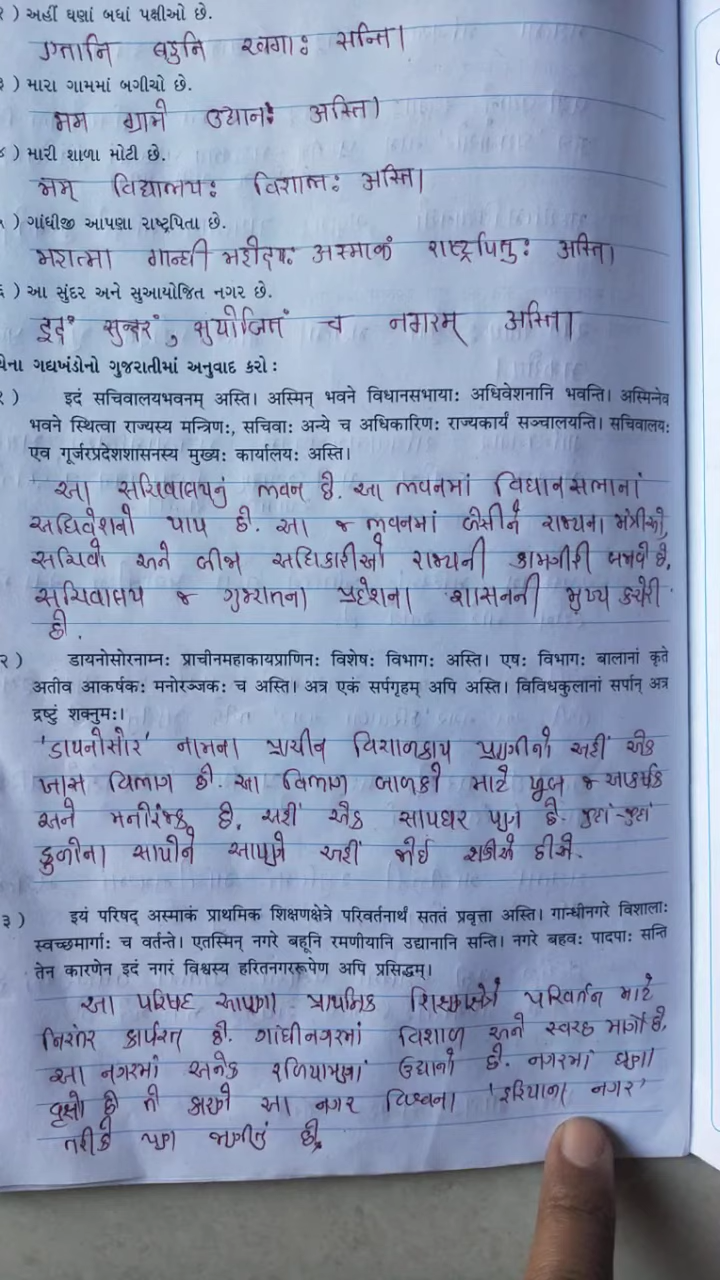 ૨) અહીં ઘણાં બધાં પક્ષીઓ છે.
एतानि बहुनि खगाः सन्ति।
૩) મારા ગામમાં બગીચો છે.
मम ग्रामे उद्यानः अस्ति।
૪) મારી શાળા મોટી છે.
मम् विद्यालयः विशालः अस्ति।
૫) ગાંધીજી આપણા રાષ્ટ્રપિતા છે.
महात्मा गान्धी महोदयः अस्माकं राष्ट्रपितुः अस्ति।
૬) આ સુંદર અને સુઆયોજિત નગર છે.
इदं सुन्दरं, सुयोजितं च नगरम् अस्ति।
ગદ્યખંડોનો ગુજરાતીમાં અનુવાદ કરો :
૧) इदं सचिवालयभवनम् अस्ति। अस्मिन् भवने विधानसभायाः अधिवेशनानि भवन्ति। अस्मिनेव
भवने स्थित्वा राज्यस्य मन्त्रिणः, सचिवाः अन्ये च अधिकारिणः राज्यकार्यं सञ्चालयन्ति। सचिवालयः
एव गूर्जरप्रदेशशासनस्य मुख्यः कार्यालयः अस्ति।
આ સચિવાલયનું ભવન છે. આ ભવનમાં વિધાનસભાનાં
અધિવેશનો થાય છે. આ જ ભવનમાં બેસીને રાજ્યના મંત્રીઓ,
સચિવો અને બીજા અધિકારીઓ રાજ્યની કામગીરી બજવે છે.
સચિવાલય જ ગુજરાતના પ્રદેશના શાસનની મુખ્ય કચેરી
છે.
૨) डायनोसोरनाम्नः प्राचीनमहाकायप्राणिनः विशेषः विभागः अस्ति। एषः विभागः बालानां कृते
अतीव आकर्षकः मनोरञ्जकः च अस्ति। अत्र एकं सर्पगृहम् अपि अस्ति। विविधकुलानां सर्पान् अत्र
द्रष्टुं शक्नुमः।
'ડાયનોસોર' નામના પ્રાચીન વિશાળકાય પ્રાણીનો અહીં એક
ખાસ વિભાગ છે. આ વિભાગ બાળકો માટે ખૂબ જ આકર્ષક
અને મનોરંજક છે. અહીં એક સાપઘર પણ છે. જુદાં-જુદાં
કુળોના સાપોને આપણે અહીં જોઈ શકીએ છીએ.
૩) इयं परिषद् अस्माकं प्राथमिक शिक्षणक्षेत्रे परिवर्तनार्थं सततं प्रवृत्ता अस्ति। गान्धीनगरे विशालाः
स्वच्छमार्गाः च वर्तन्ते। एतस्मिन् नगरे बहूनि रमणीयानि उद्यानानि सन्ति। नगरे बहवः पादपाः सन्ति
तेन कारणेन इदं नगरं विश्वस्य हरितनगररूपेण अपि प्रसिद्धम्।
આ પરિષદ આપણા પ્રાથમિક શિક્ષણક્ષેત્રે પરિવર્તન માટે
નિરંતર કાર્યરત છે. ગાંધીનગરમાં વિશાળ અને સ્વચ્છ માર્ગો છે.
આ નગરમાં અનેક રળિયામણાં ઉદ્યાનો છે. નગરમાં ઘણા
વૃક્ષો છે તે કારણે આ નગર વિશ્વના 'હરિયાળા નગર'
તરીકે પણ જાણીતું છે.